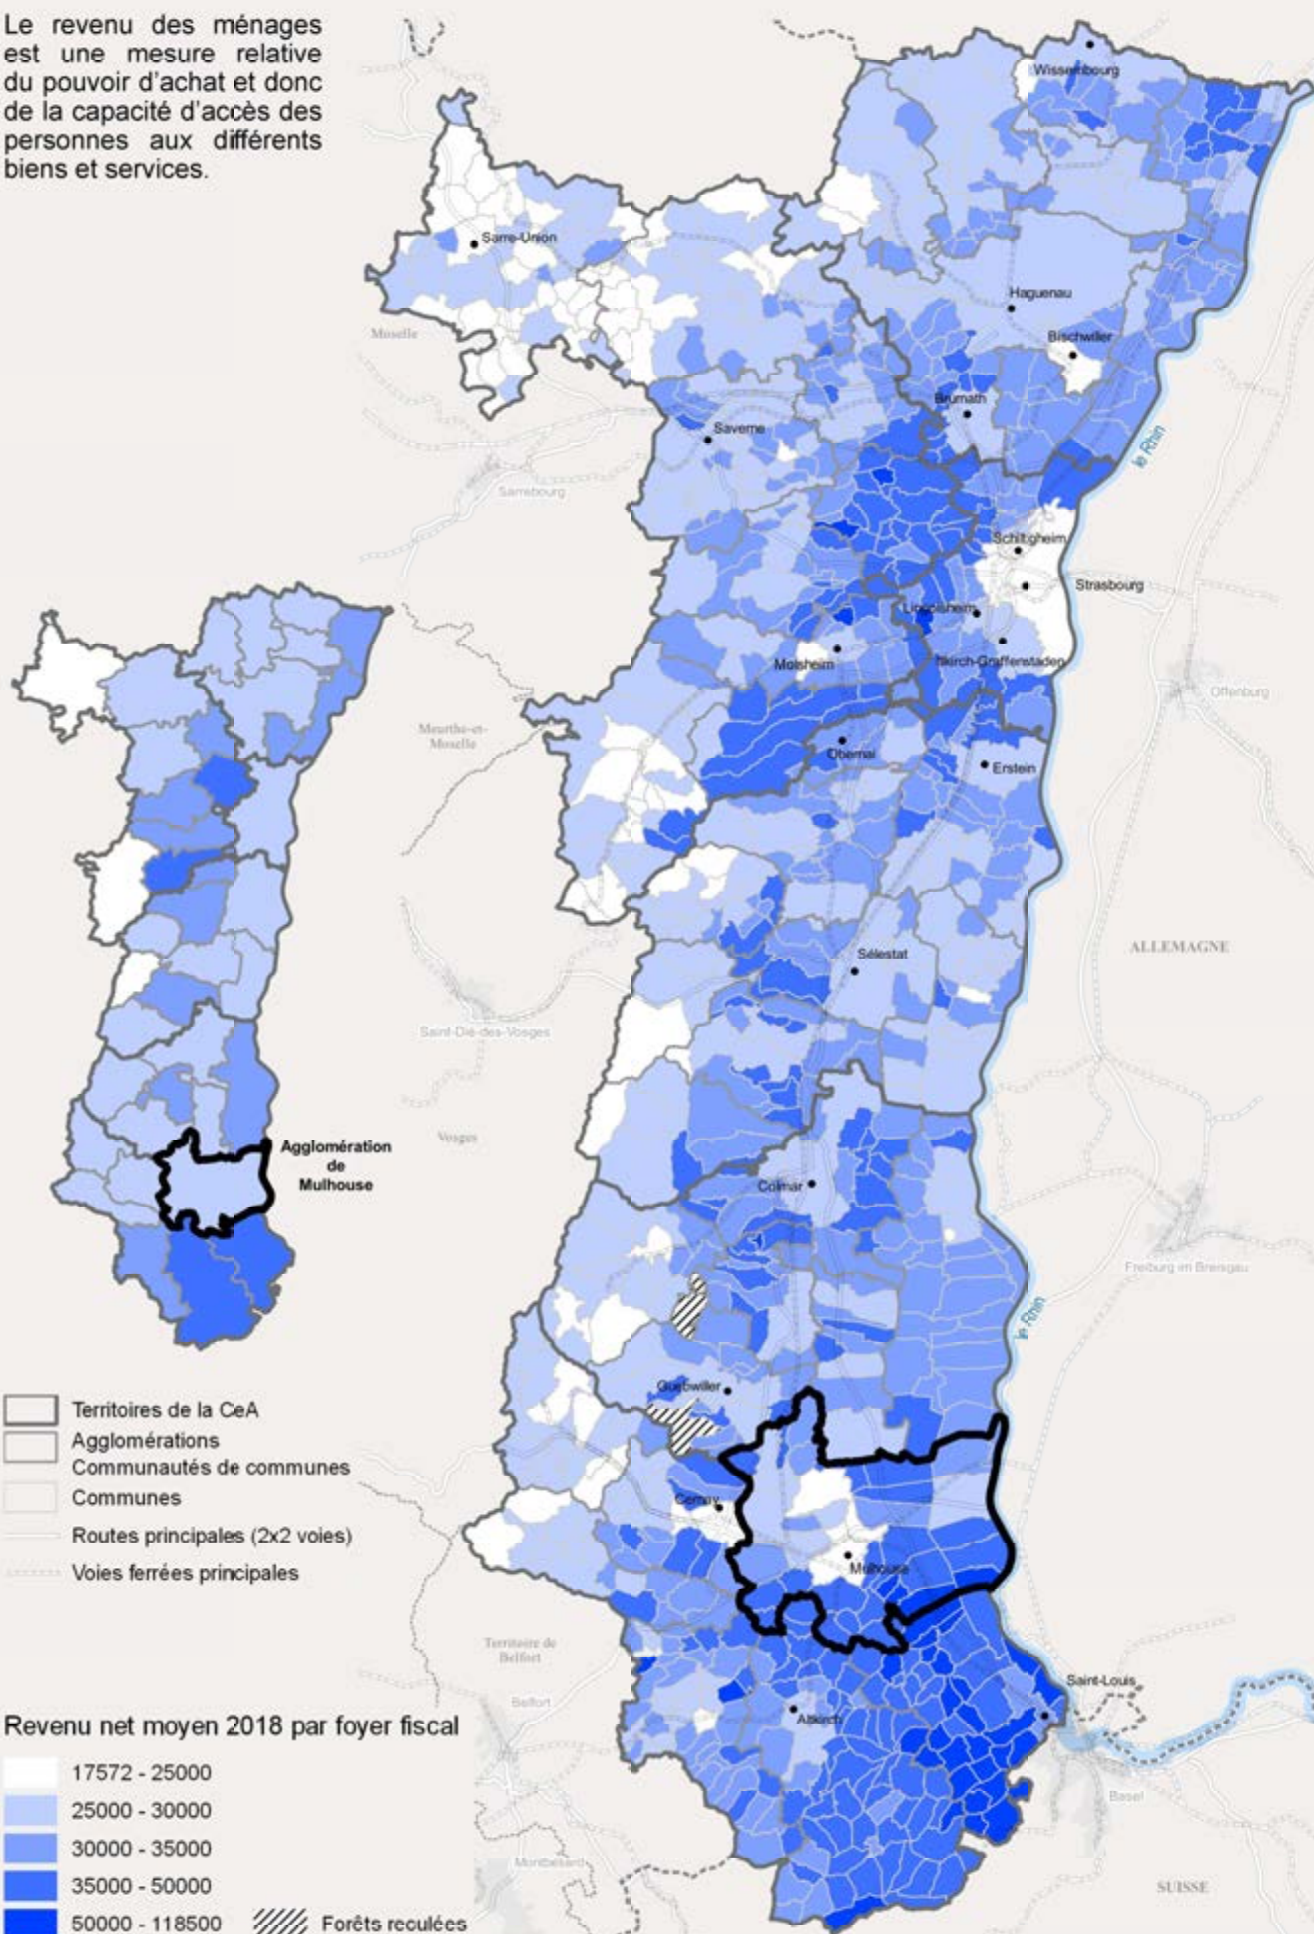 Le revenu des ménages
est une mesure relative
du pouvoir d'achat et donc
de la capacité d'accès des
personnes aux différents
biens et services.
Wissembourg
Sarre-Union
Haguenau
Moselle
Bischwiller
Brumath
Saverne
le Rhin
Sarrebourg
Schiltigheim
Strasbourg
Lingolsheim
Molsheim
Illkirch-Graffenstaden
Offenburg
Meurthe-et-
Moselle
Obernai
Erstein
ALLEMAGNE
Sélestat
Saint-Dié-des-Vosges
Vosges
Agglomération
de
Mulhouse
Colmar
Freiburg im Breisgau
le Rhin
Guebwiller
Territoires de la CeA
Agglomérations
Communautés de communes
Communes
Cernay
Routes principales (2x2 voies)
Voies ferrées principales
Mulhouse
Territoire de
Belfort
Saint-Louis
Belfort
Altkirch
Revenu net moyen 2018 par foyer fiscal
17572 - 25000
25000 - 30000
30000 - 35000
35000 - 50000
50000 - 118500
Forêts reculées
Basel
Montbéliard
SUISSE